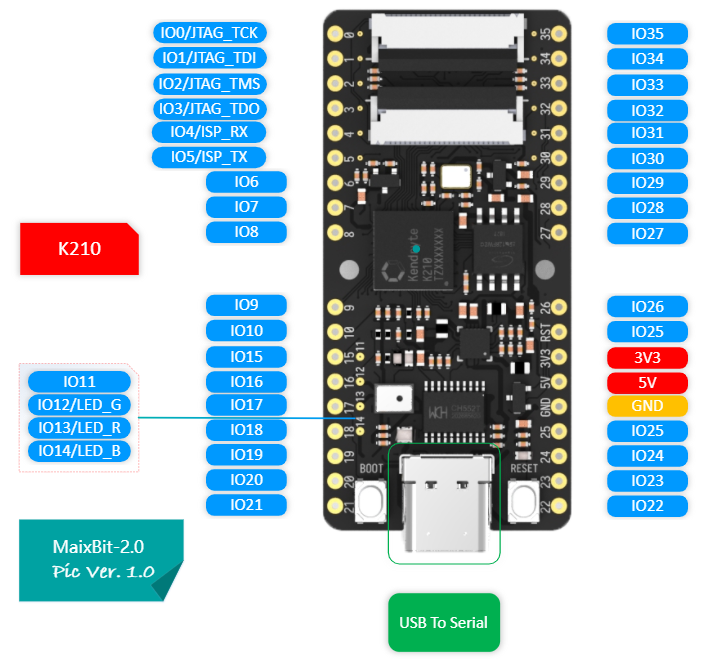 IO0/JTAG_TCK
IO1/JTAG_TDI
IO2/JTAG_TMS
IO3/JTAG_TDO
IO4/ISP_RX
IO5/ISP_TX
IO6
IO7
IO8
K210
IO9
IO10
IO15
IO16
IO17
IO18
IO19
IO20
IO21
IO11
IO12/LED_G
IO13/LED_R
IO14/LED_B
MaixBit-2.0
Pic Ver. 1.0
0
1
2
3
4
5
6
7
8
9
10
15
16
17
18
19
20
21
11
12
13
14
Kendryte
K210
TZXXXXXXX
WCH
BOOT
RESET
35
34
33
32
31
30
29
28
27
26
RST
3V3
5V
GND
25
24
23
22
IO35
IO34
IO33
IO32
IO31
IO30
IO29
IO28
IO27
IO26
IO25
3V3
5V
GND
IO25
IO24
IO23
IO22
USB To Serial